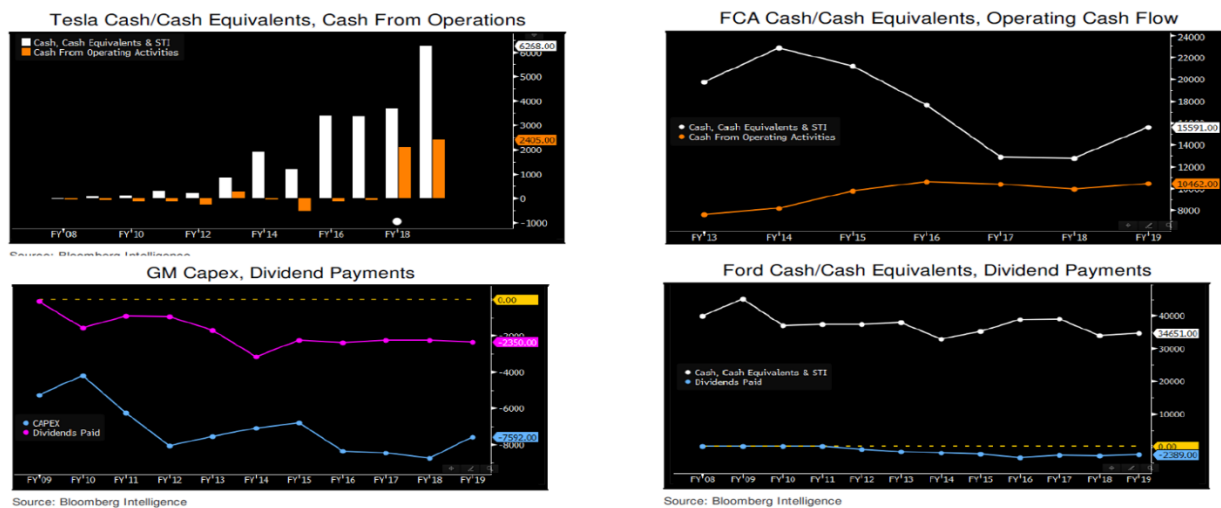 Tesla Cash/Cash Equivalents, Cash From Operations
Cash, Cash Equivalents & STI
Cash From Operating Activities
6268.00
6000
5000
4000
3000
2405.00
2000
1000
0
-1000
FY'08 FY'10 FY'12 FY'14 FY'16 FY'18
Source: Bloomberg Intelligence
FCA Cash/Cash Equivalents, Operating Cash Flow
24000
22000
20000
18000
Cash, Cash Equivalents & STI
Cash From Operating Activities
16000
15591.00
14000
12000
10462.00
10000
8000
FY'13 FY'14 FY'15 FY'16 FY'17 FY'18 FY'19
GM Capex, Dividend Payments
0.00
-2000
-2350.00
-4000
-6000
CAPEX
Dividends Paid
-7592.00
-8000
FY'09 FY'10 FY'11 FY'12 FY'13 FY'14 FY'15 FY'16 FY'17 FY'18 FY'19
Source: Bloomberg Intelligence
Ford Cash/Cash Equivalents, Dividend Payments
40000
34651.00
30000
Cash, Cash Equivalents & STI
Dividends Paid
20000
10000
0.00
-2389.00
FY'08 FY'09 FY'10 FY'11 FY'12 FY'13 FY'14 FY'15 FY'16 FY'17 FY'18 FY'19
Source: Bloomberg Intelligence